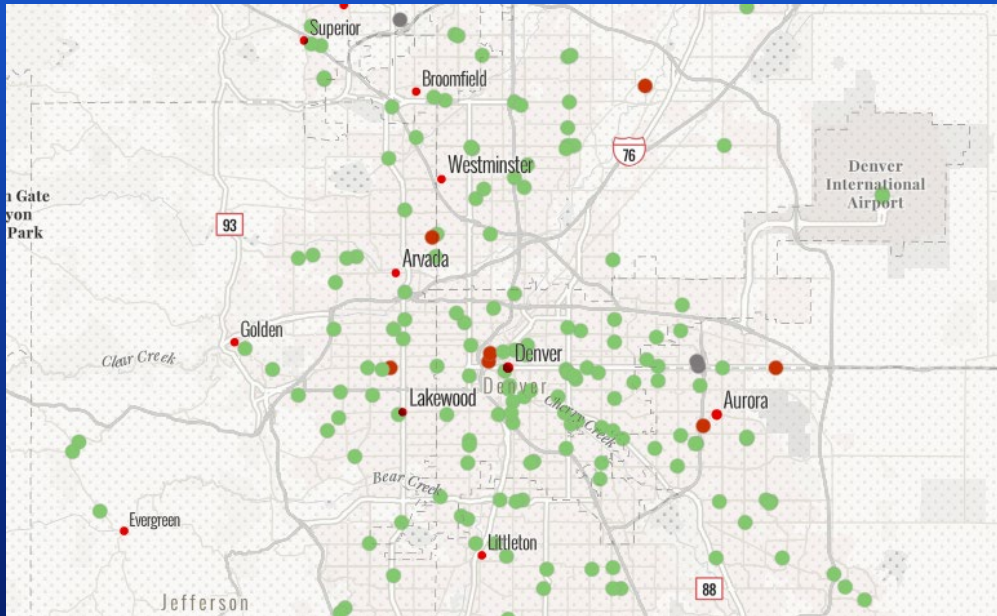 Superior
Broomfield
76
Westminster
Denver
International
Airport
n Gate
yon
Park
93
Arvada
Golden
Clear Creek
Denver
Denver
Lakewood
Cherry Creek
Aurora
Bear Creek
Evergreen
Littleton
88
Jefferson